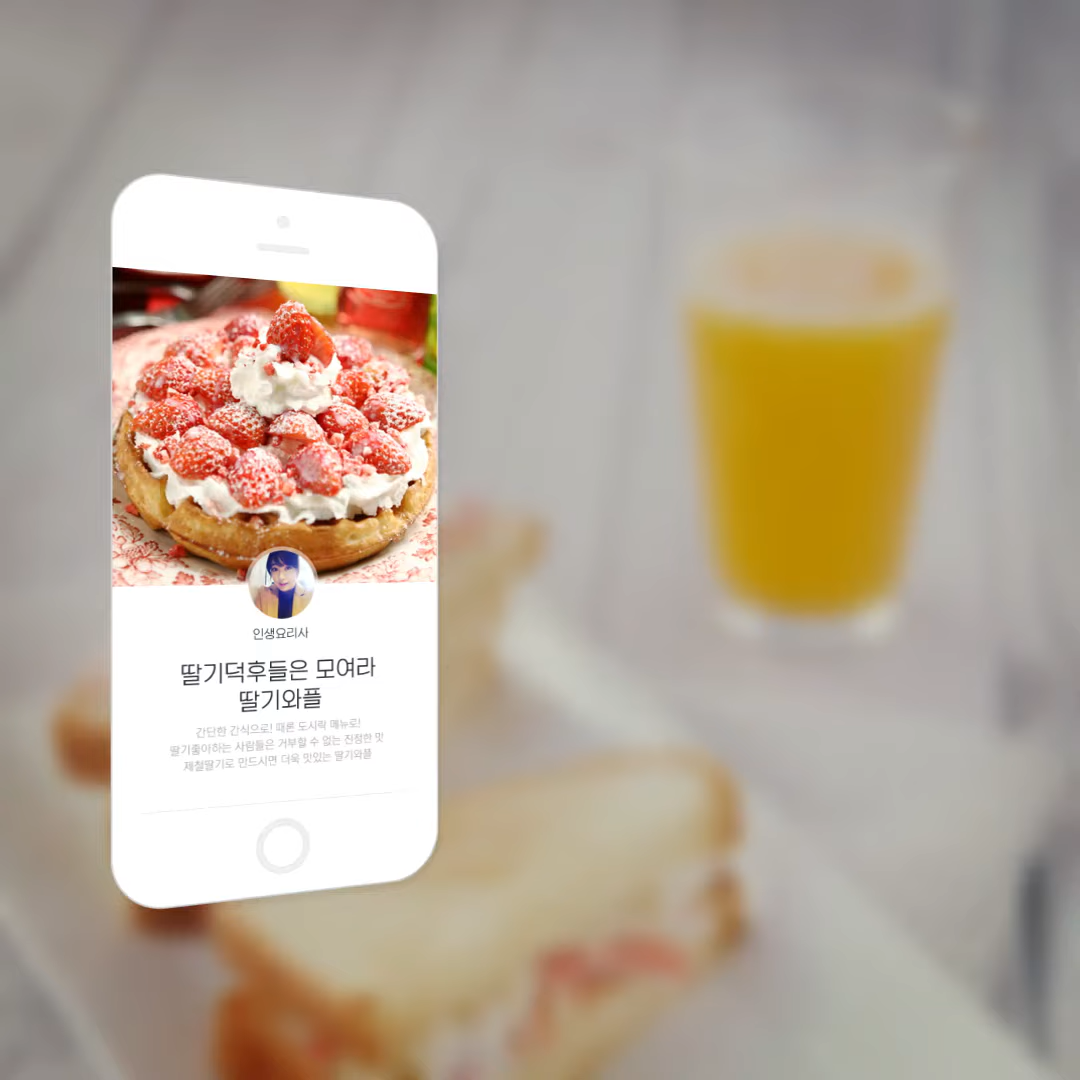 인생요리사
딸기덕후들은 모여라
딸기와플
간단한 간식으로! 때론 도시락 메뉴로!
딸기좋아하는 사람들은 거부할 수 없는 진정한 맛
제철딸기로 만드시면 더욱 맛있는 딸기와플